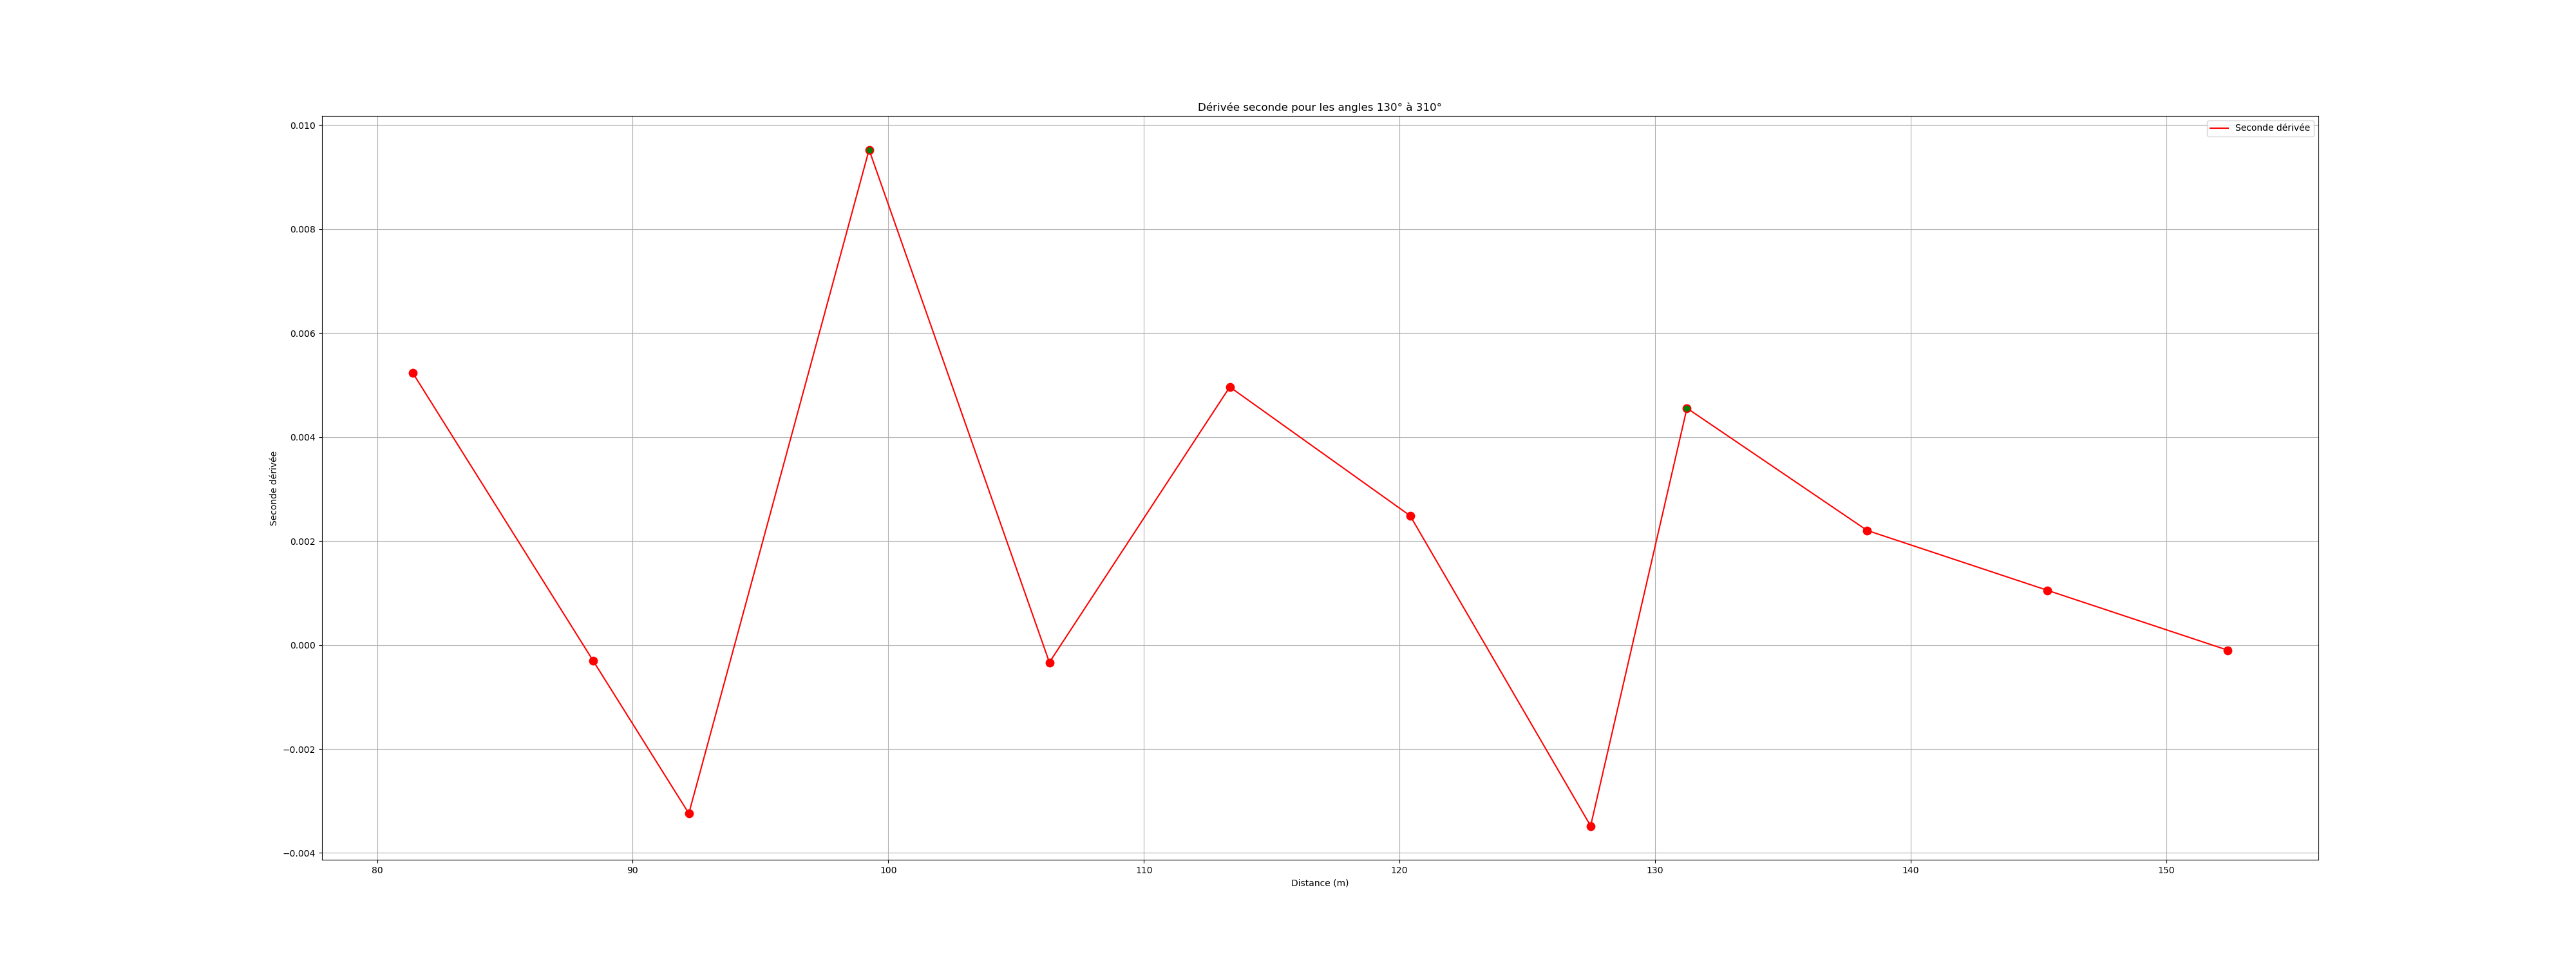 Dérivée seconde pour les angles 130° à 310°
Seconde dérivée
0.010
0.008
0.006
0.004
0.002
0.000
−0.002
−0.004
Seconde dérivée
80 90 100 110 120 130 140 150
Distance (m)